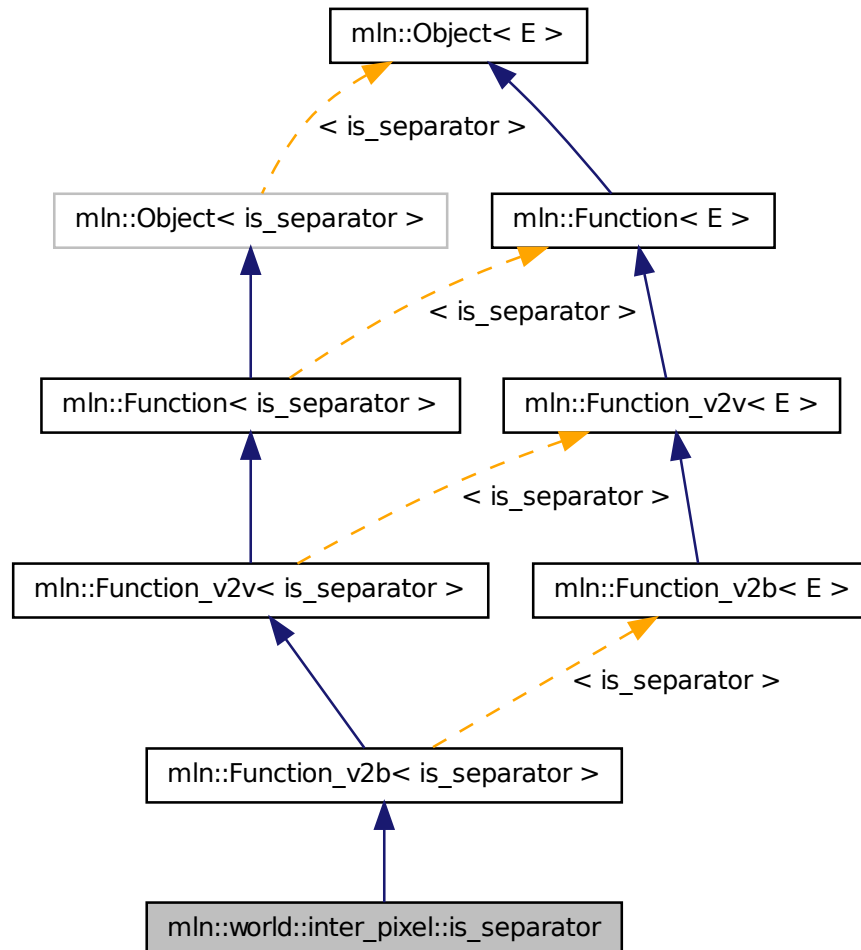 mln::Object< E >
< is_separator >
mln::Object< is_separator >
mln::Function< E >
< is_separator >
mln::Function< is_separator >
mln::Function_v2v< E >
< is_separator >
mln::Function_v2v< is_separator >
mln::Function_v2b< E >
< is_separator >
mln::Function_v2b< is_separator >
mln::world::inter_pixel::is_separator